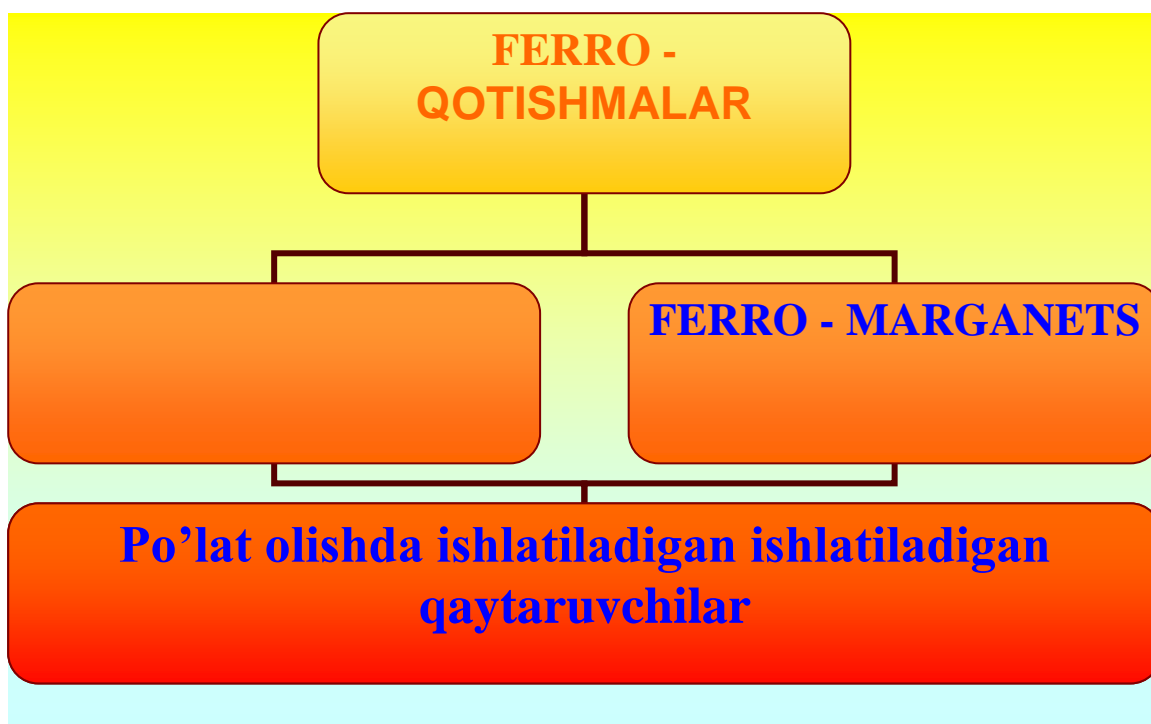 FERRO -
QOTISHMALAR
FERRO - MARGANETS
Po’lat olishda ishlatiladigan ishlatiladigan
qaytaruvchilar